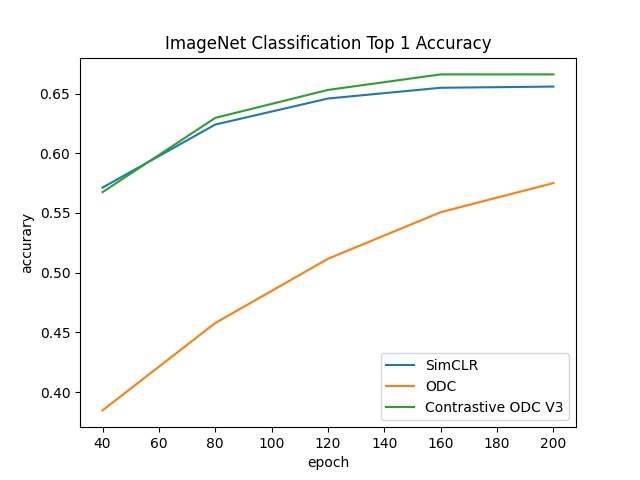 ImageNet Classification Top 1 Accuracy
accurary
0.65
0.60
0.55
0.50
0.45
0.40
SimCLR
ODC
Contrastive ODC V3
40 60 80 100 120 140 160 180 200
epoch